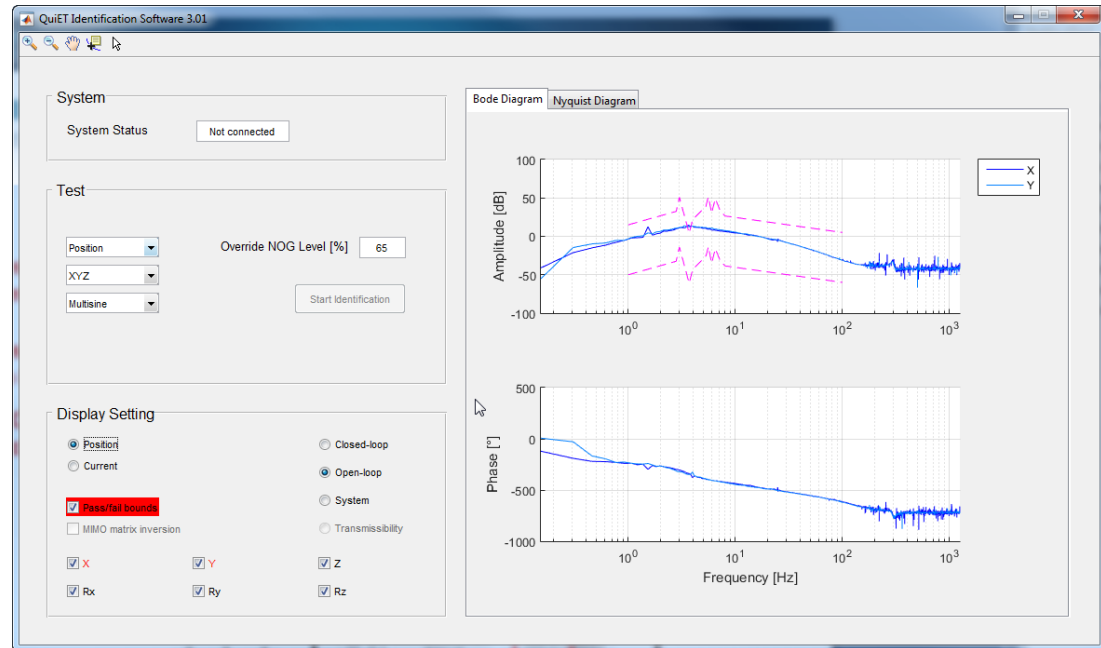 QuiET Identification Software 3.01
System
System Status
Not connected
Test
Position
Override NOG Level [%]
65
XYZ
Multisine
Start Identification
Display Setting
Position
Closed-loop
Current
Open-loop
Pass/fail bounds
System
MIMO matrix inversion
Transmissibility
X
Y
Z
Rx
Ry
Rz
Bode Diagram
Nyquist Diagram
Amplitude [dB]
100
50
0
-50
-100
10^0
10^1
10^2
10^3
X
Y
Phase [°]
500
0
-500
-1000
10^0
10^1
10^2
10^3
Frequency [Hz]